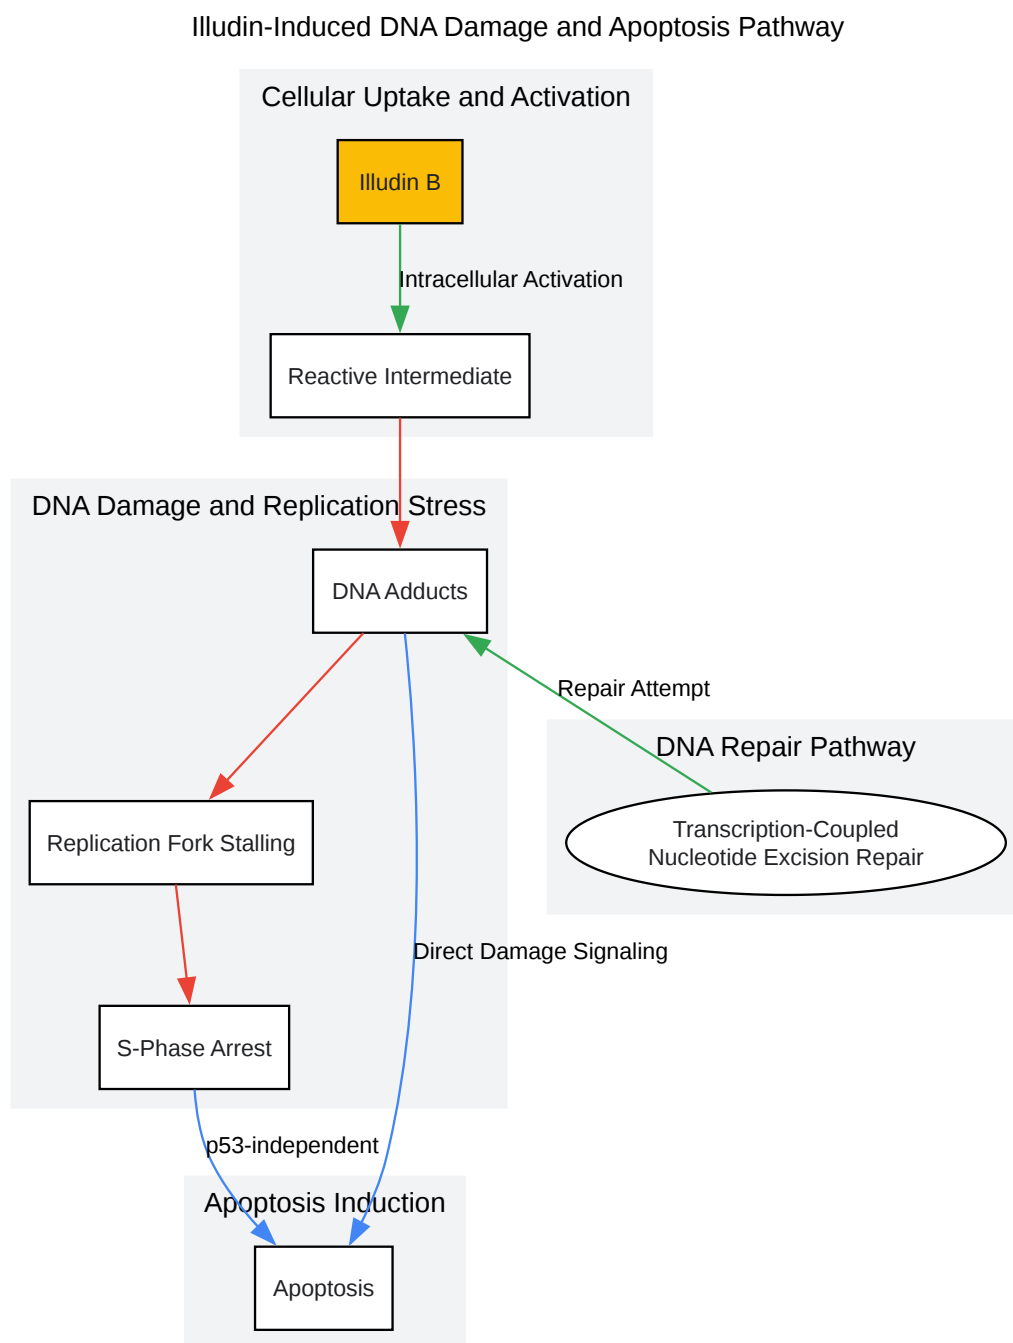 Illudin-Induced DNA Damage and Apoptosis Pathway
Cellular Uptake and Activation
Illudin B
Intracellular Activation
Reactive Intermediate
DNA Damage and Replication Stress
DNA Adducts
Repair Attempt
DNA Repair Pathway
Transcription-Coupled
Nucleotide Excision Repair
Replication Fork Stalling
Direct Damage Signaling
S-Phase Arrest
p53-independent
Apoptosis Induction
Apoptosis